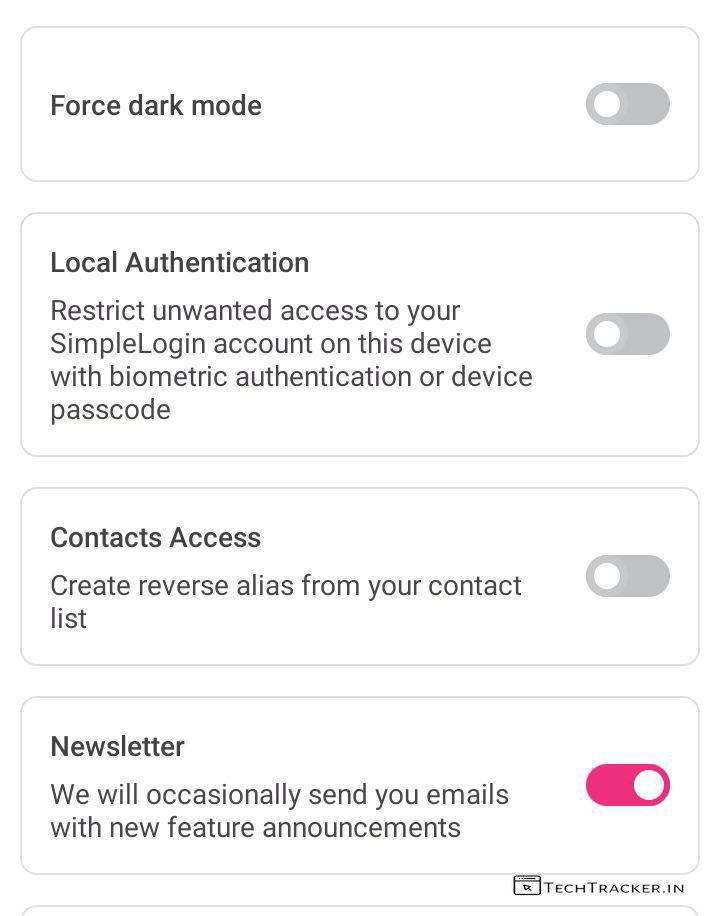 Force dark mode
Local Authentication
Restrict unwanted access to your
SimpleLogin account on this device
with biometric authentication or device
passcode
Contacts Access
Create reverse alias from your contact
list
Newsletter
We will occasionally send you emails
with new feature announcements
TECHTRACKER.IN